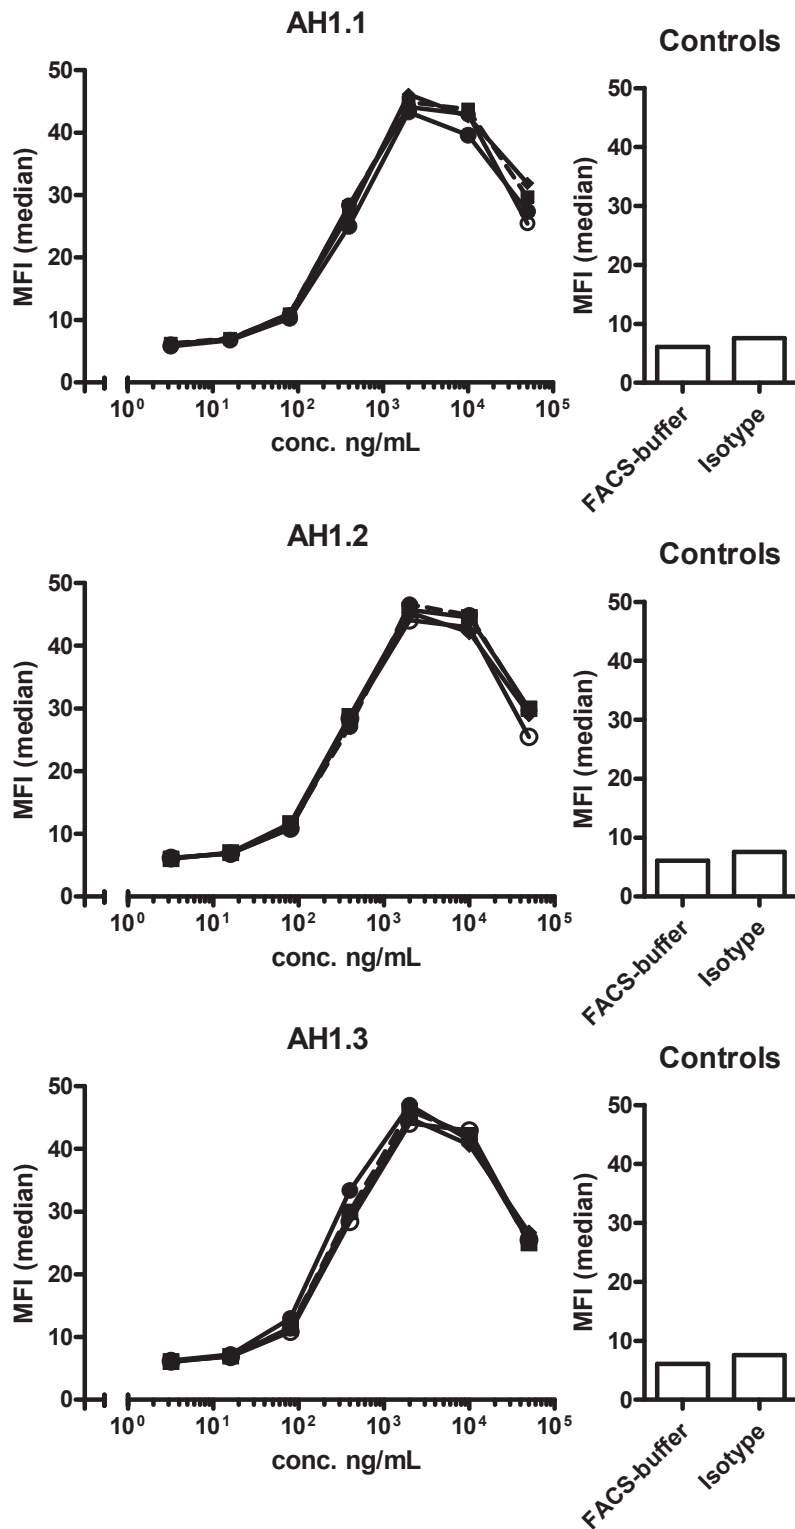 AH1.1
MFI (median)
50
40
30
20
10
0
10⁰ 10¹ 10² 10³ 10⁴ 10⁵
conc. ng/mL
Controls
MFI (median)
50
40
30
20
10
0
FACS-buffer
Isotype
AH1.2
MFI (median)
50
40
30
20
10
0
10⁰ 10¹ 10² 10³ 10⁴ 10⁵
conc. ng/mL
Controls
MFI (median)
50
40
30
20
10
0
FACS-buffer
Isotype
AH1.3
MFI (median)
50
40
30
20
10
0
10⁰ 10¹ 10² 10³ 10⁴ 10⁵
conc. ng/mL
Controls
MFI (median)
50
40
30
20
10
0
FACS-buffer
Isotype